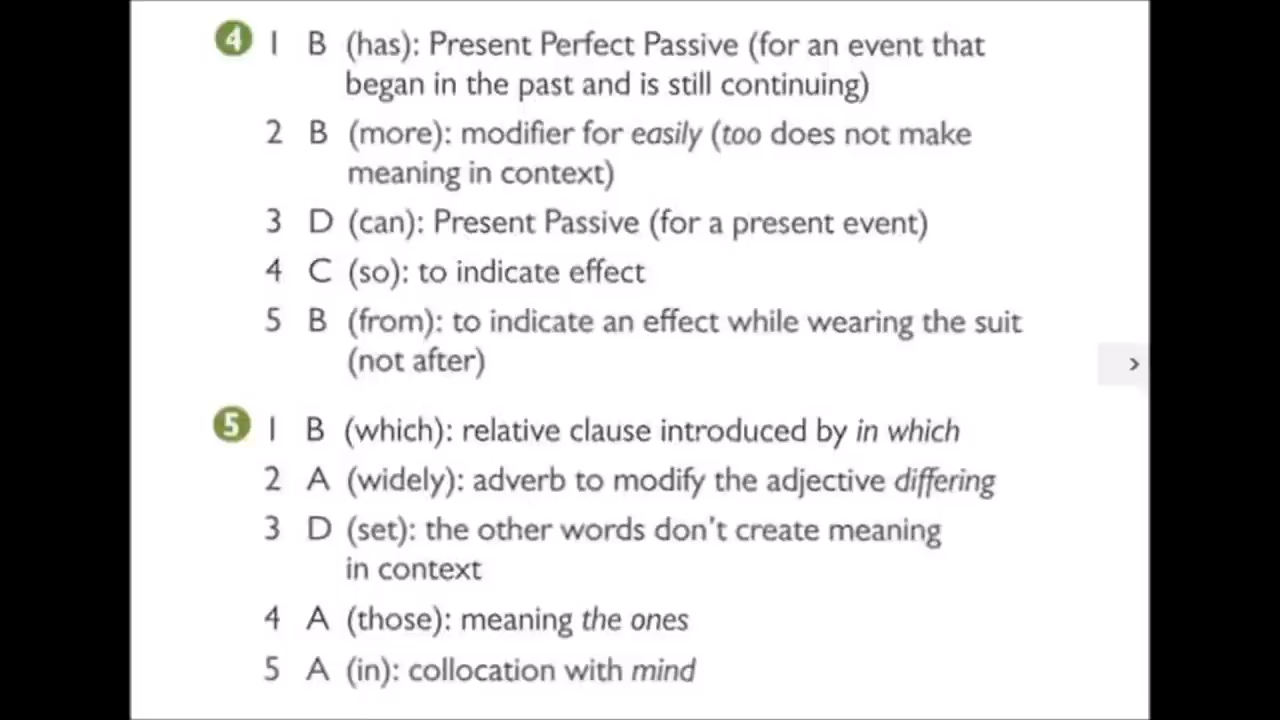 4 1 B (has): Present Perfect Passive (for an event that
began in the past and is still continuing)
2 B (more): modifier for easily (too does not make
meaning in context)
3 D (can): Present Passive (for a present event)
4 C (so): to indicate effect
5 B (from): to indicate an effect while wearing the suit
(not after)
5 1 B (which): relative clause introduced by in which
2 A (widely): adverb to modify the adjective differing
3 D (set): the other words don't create meaning
in context
4 A (those): meaning the ones
5 A (in): collocation with mind